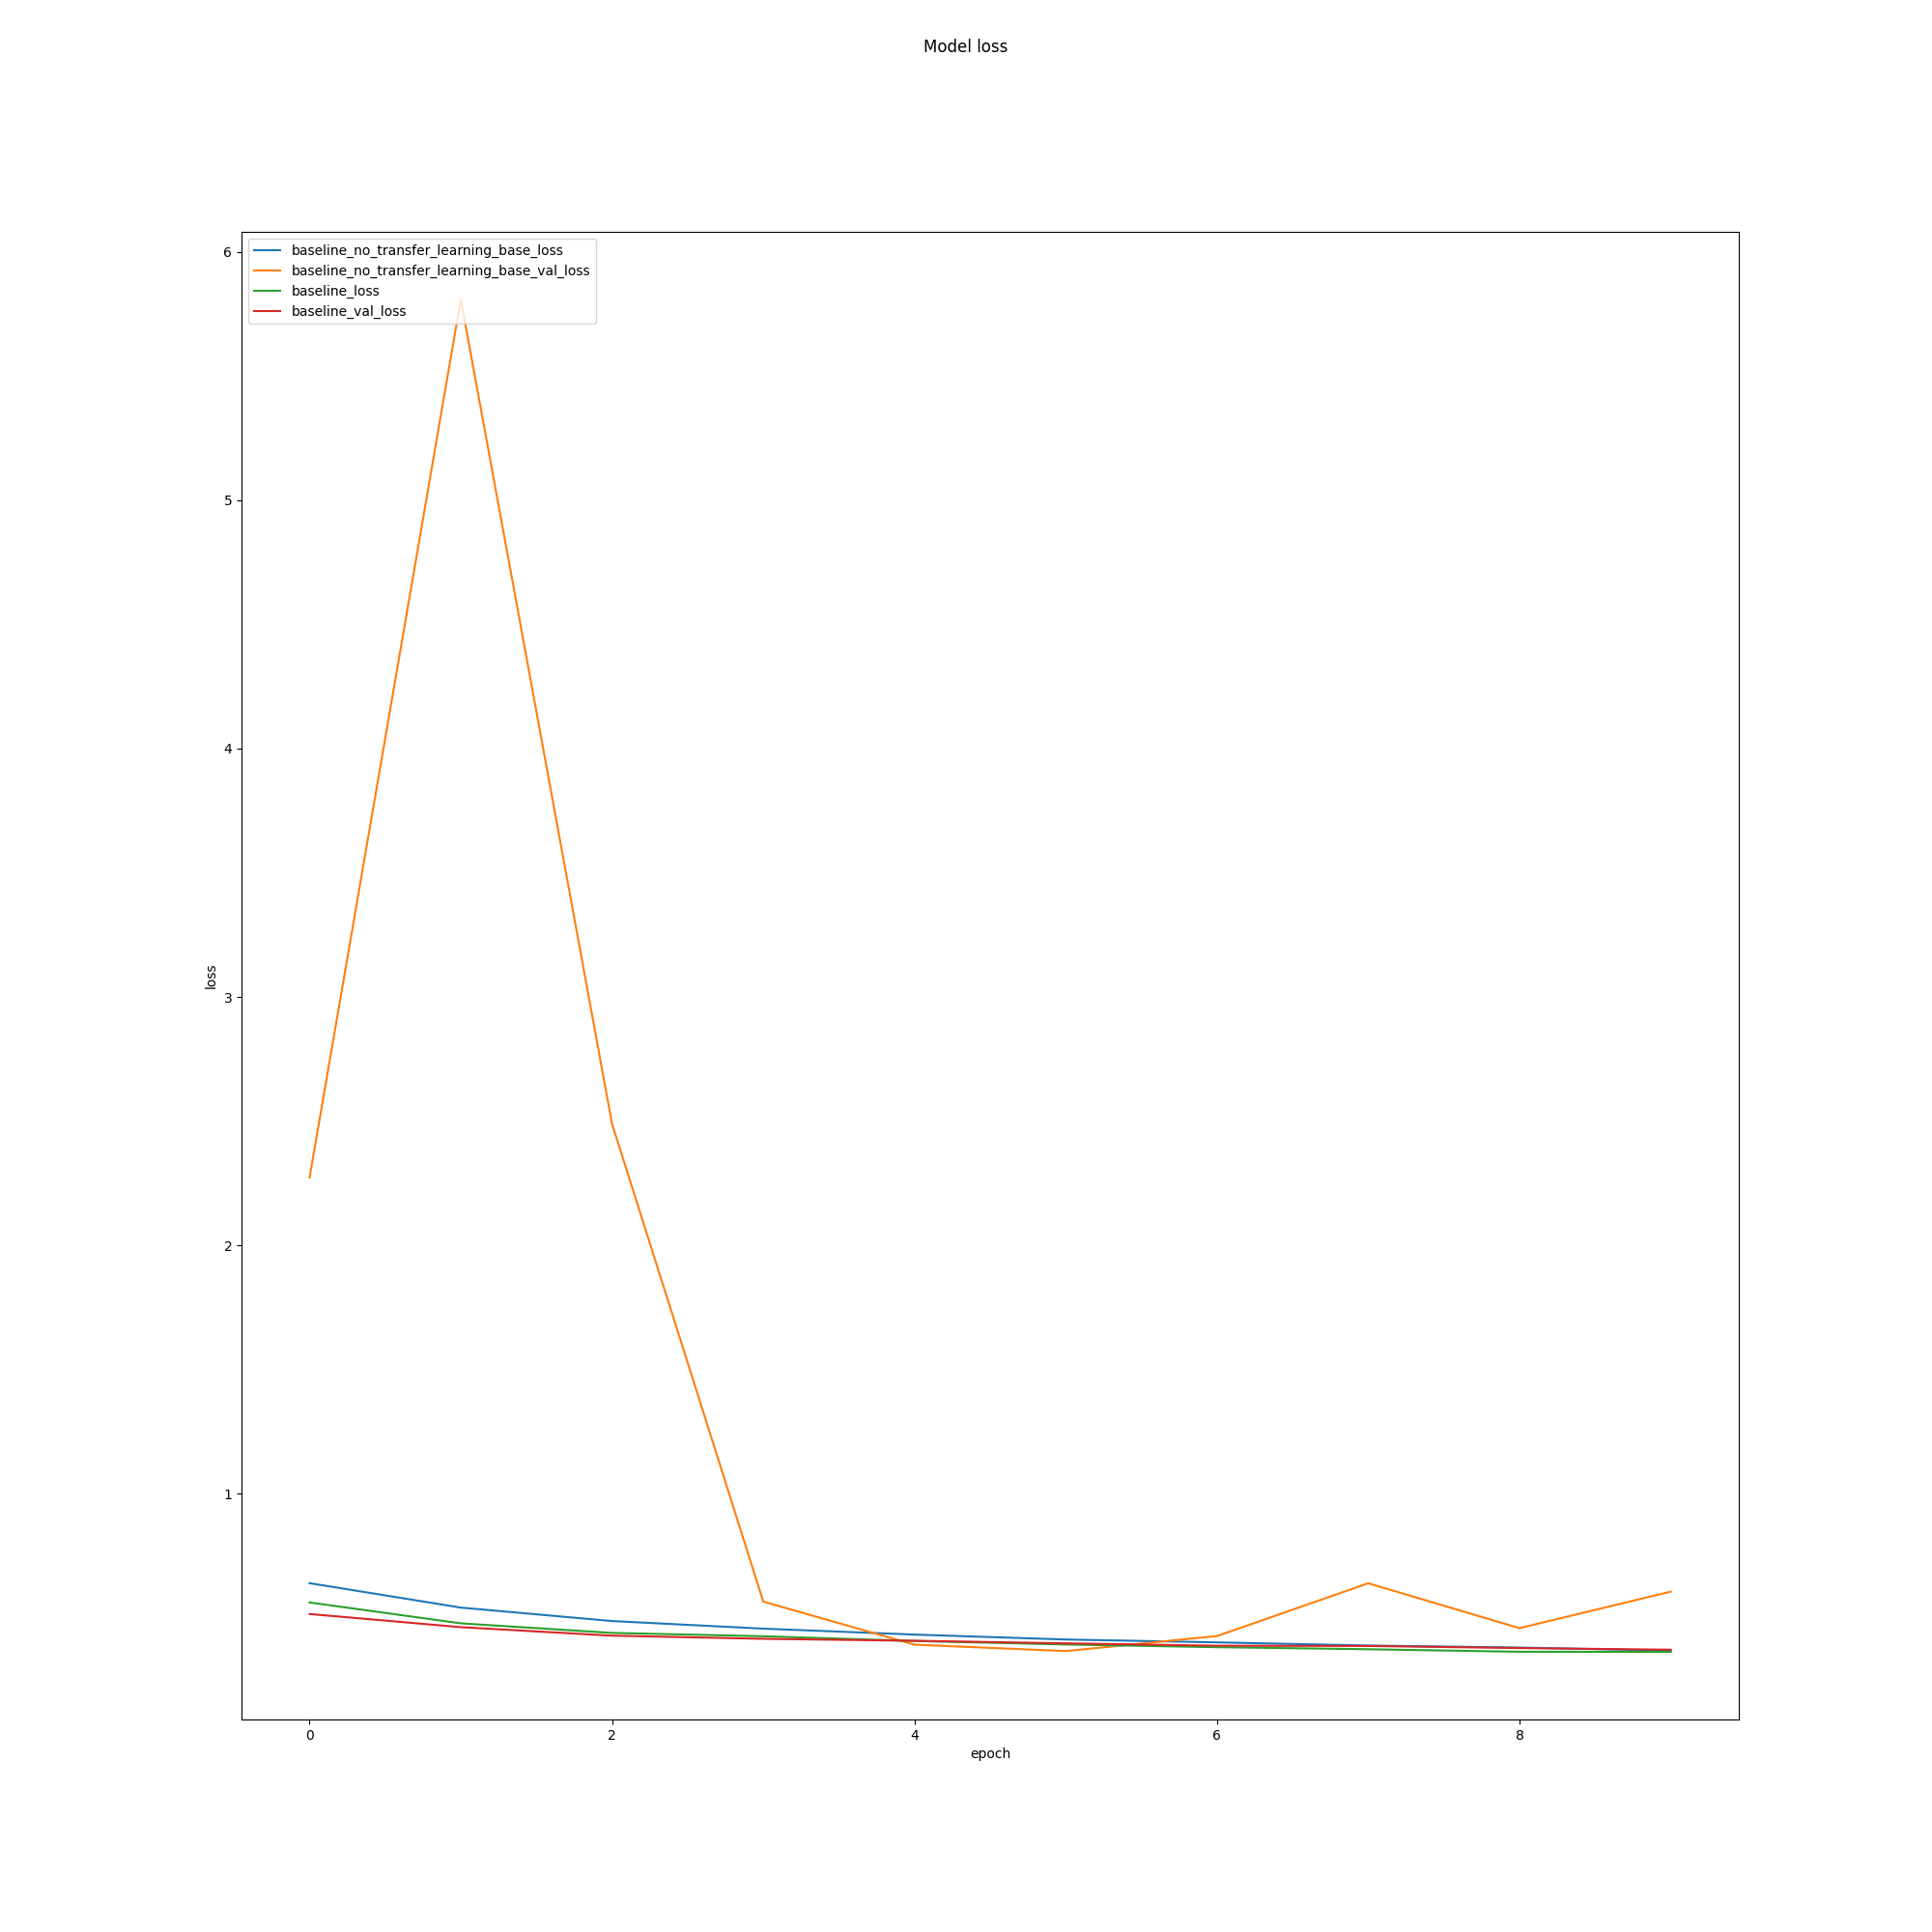 Model loss
baseline_no_transfer_learning_base_loss
baseline_no_transfer_learning_base_val_loss
baseline_loss
baseline_val_loss
6
5
4
3
2
1
loss
0 2 4 6 8
epoch